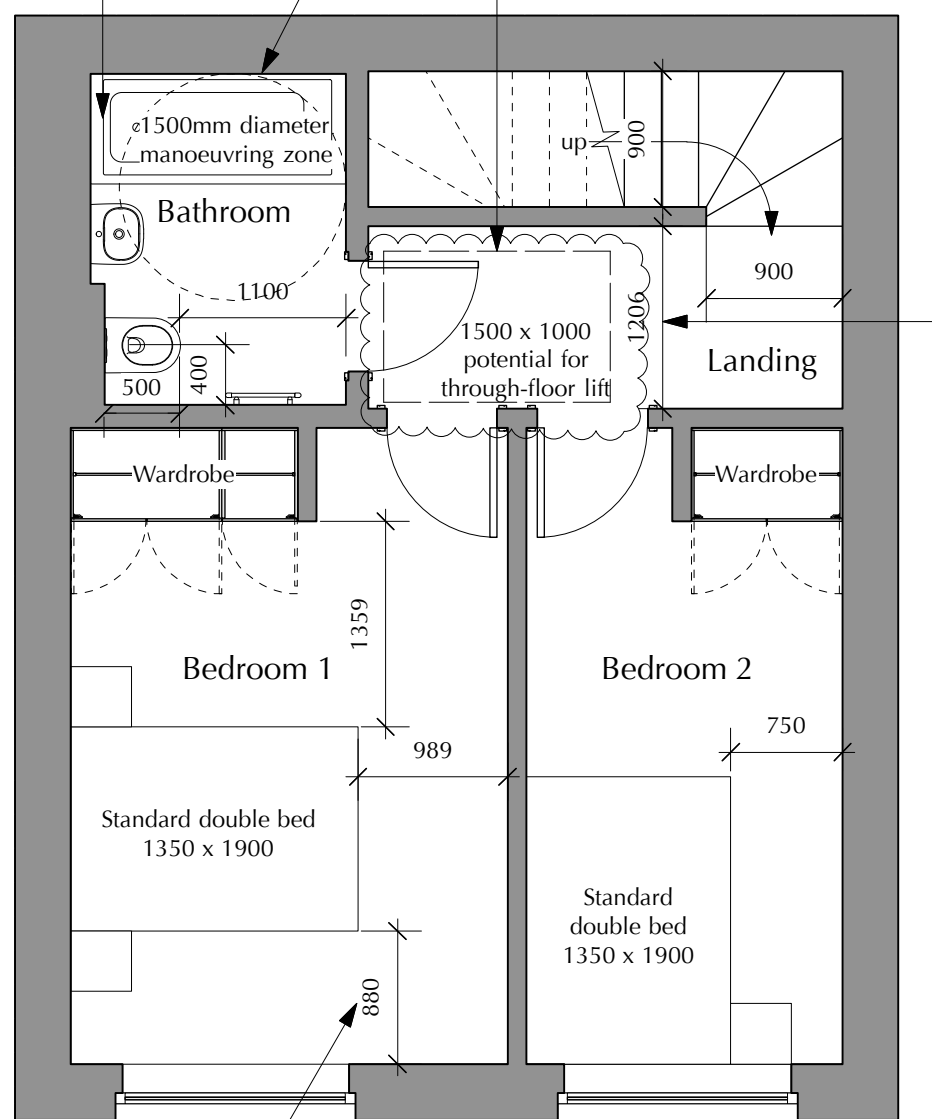 1500mm diameter
manoeuvring zone
Bathroom
up
900
900
1100
1206
1500 x 1000
potential for
through-floor lift
Landing
500
400
Wardrobe
Wardrobe
1359
Bedroom 1
Bedroom 2
750
989
Standard double bed
1350 x 1900
Standard
double bed
1350 x 1900
880